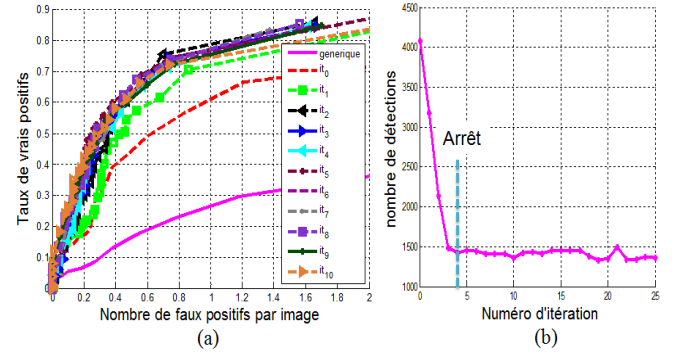 0.9
0.8
0.7
0.6
0.5
0.4
0.3
0.2
0.1
0
0.2
0.4
0.6
0.8
1
1.2
1.4
1.6
1.8
2
Taux de vrais positifs
Nombre de faux positifs par image
generique
it0
it1
it2
it3
it4
it5
it6
it7
it8
it9
it10
(a)
4500
4000
3500
3000
2500
2000
1500
1000
0
5
10
15
20
25
nombre de détections
Arrêt
Numéro d'itération
(b)